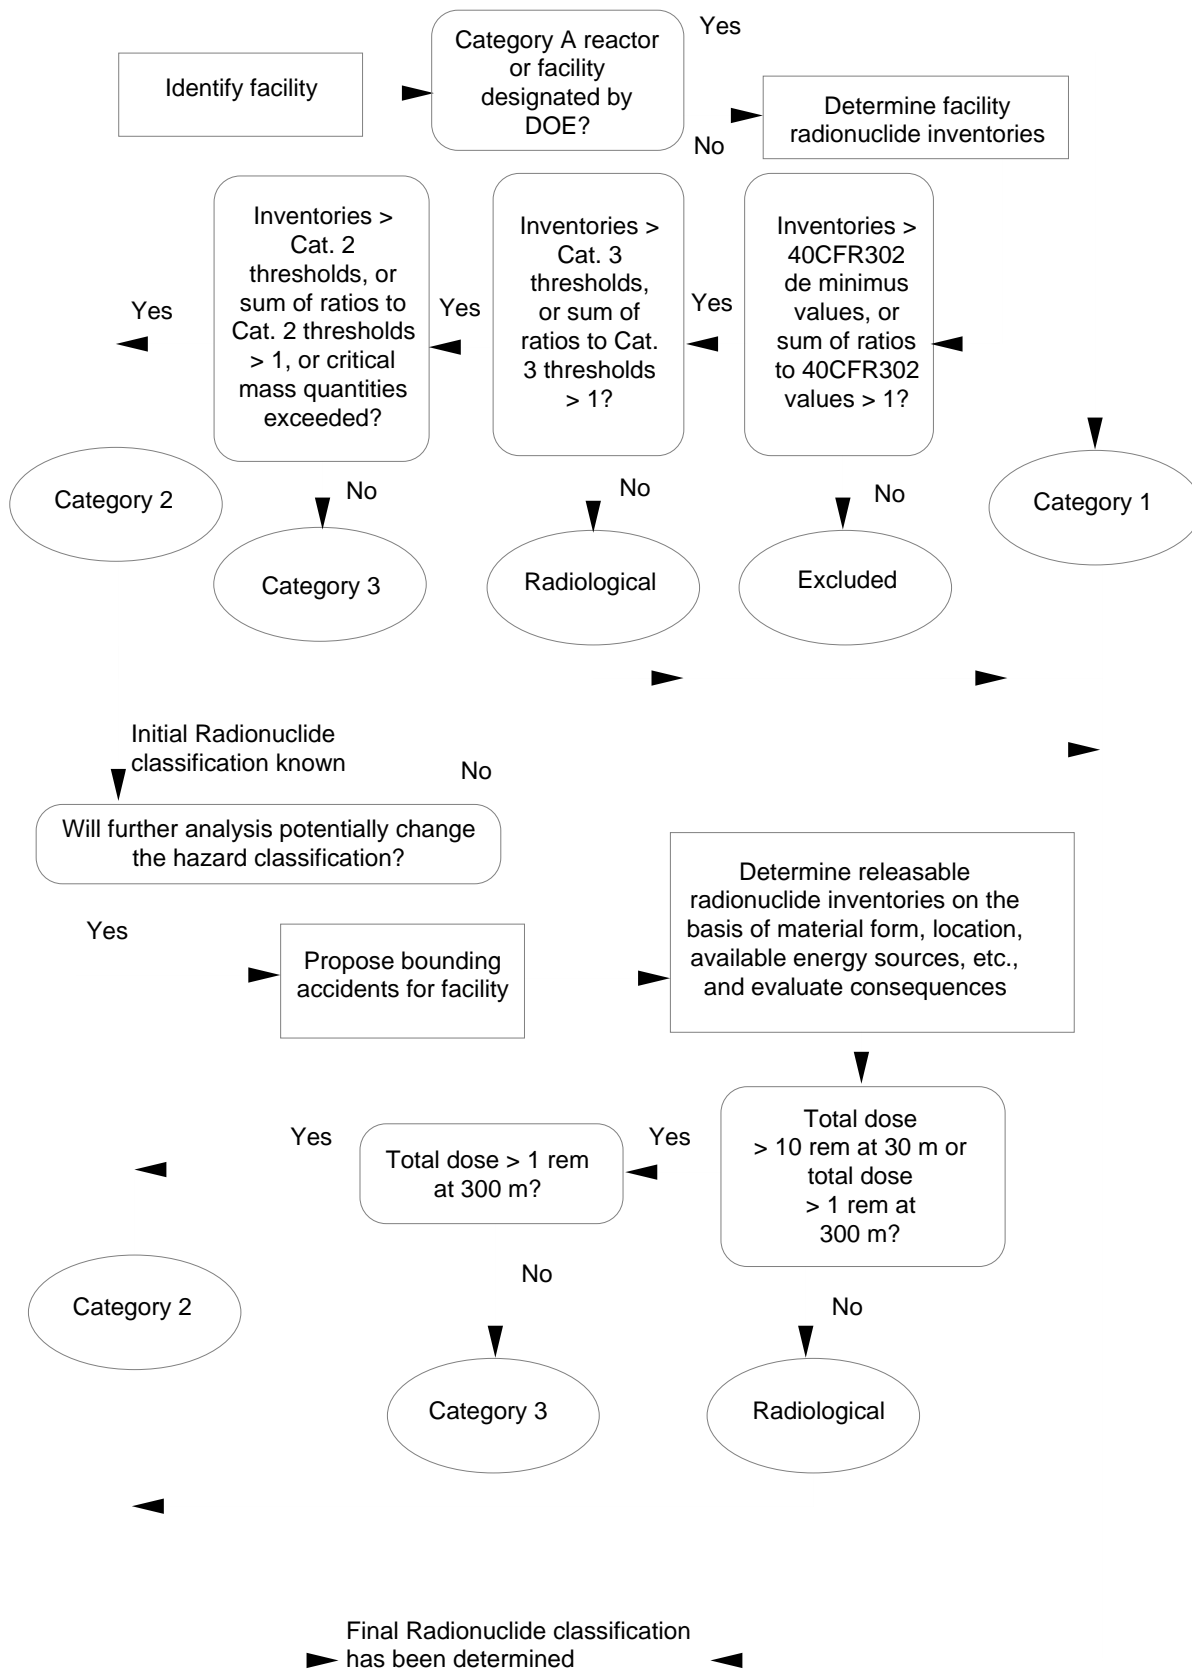 Identify facility
Category A reactor
or facility
designated by
DOE?
Yes
No
Determine facility
radionuclide inventories
Inventories >
Cat. 2
thresholds, or
sum of ratios to
Cat. 2 thresholds
> 1, or critical
mass quantities
exceeded?
Yes
Yes
Inventories >
Cat. 3
thresholds,
or sum of
ratios to Cat.
3 thresholds
> 1?
Yes
Inventories >
40CFR302
de minimus
values, or
sum of ratios
to 40CFR302
values > 1?
Category 2
No
Category 3
No
Radiological
No
Excluded
Category 1
Initial Radionuclide
classification known
No
Will further analysis potentially change
the hazard classification?
Yes
Propose bounding
accidents for facility
Determine releasable
radionuclide inventories on the
basis of material form, location,
available energy sources, etc.,
and evaluate consequences
Yes
Total dose > 1 rem
at 300 m?
Yes
Total dose
> 10 rem at 30 m or
total dose
> 1 rem at
300 m?
Category 2
No
Category 3
No
Radiological
Final Radionuclide classification
has been determined